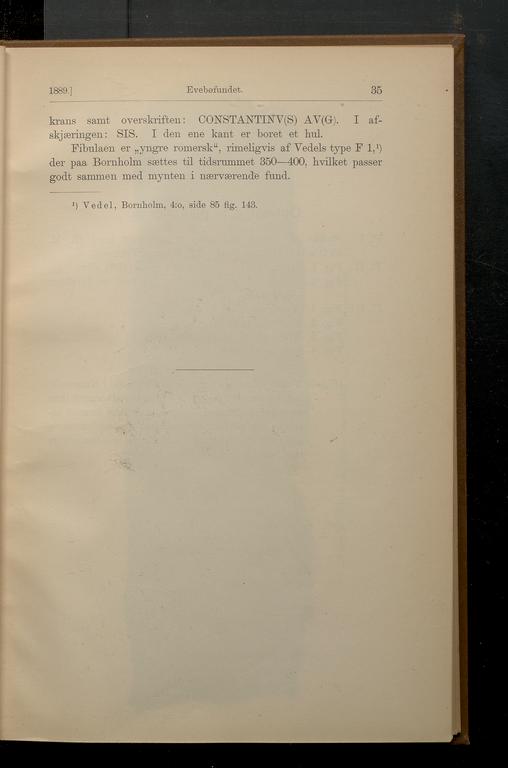 1889.] Evebøfundet. 35
krans samt overskriften: CONSTANTINV(S) AV(G). I af-
skjæringen: SIS. I den ene kant er boret et hul.
Fibulaen er „yngre romersk“, rimeligvis af Vedels type F 1,¹)
der paa Bornholm sættes til tidsrummet 350—400, hvilket passer
godt sammen med mynten i nærværende fund.
¹) Vedel, Bornholm, 4:o, side 85 fig. 143.